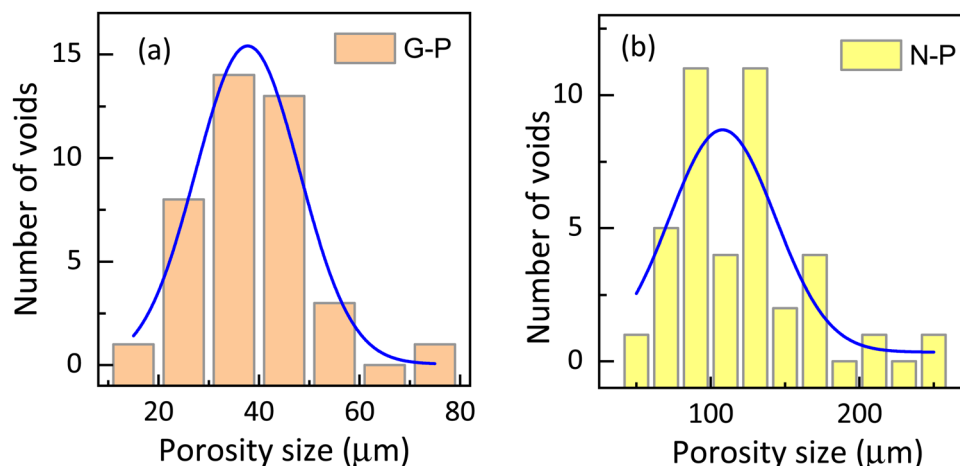 (a)
G-P
Number of voids
15
10
5
0
20 40 60 80
Porosity size (μm)
(b)
N-P
Number of voids
10
5
0
100 200
Porosity size (μm)